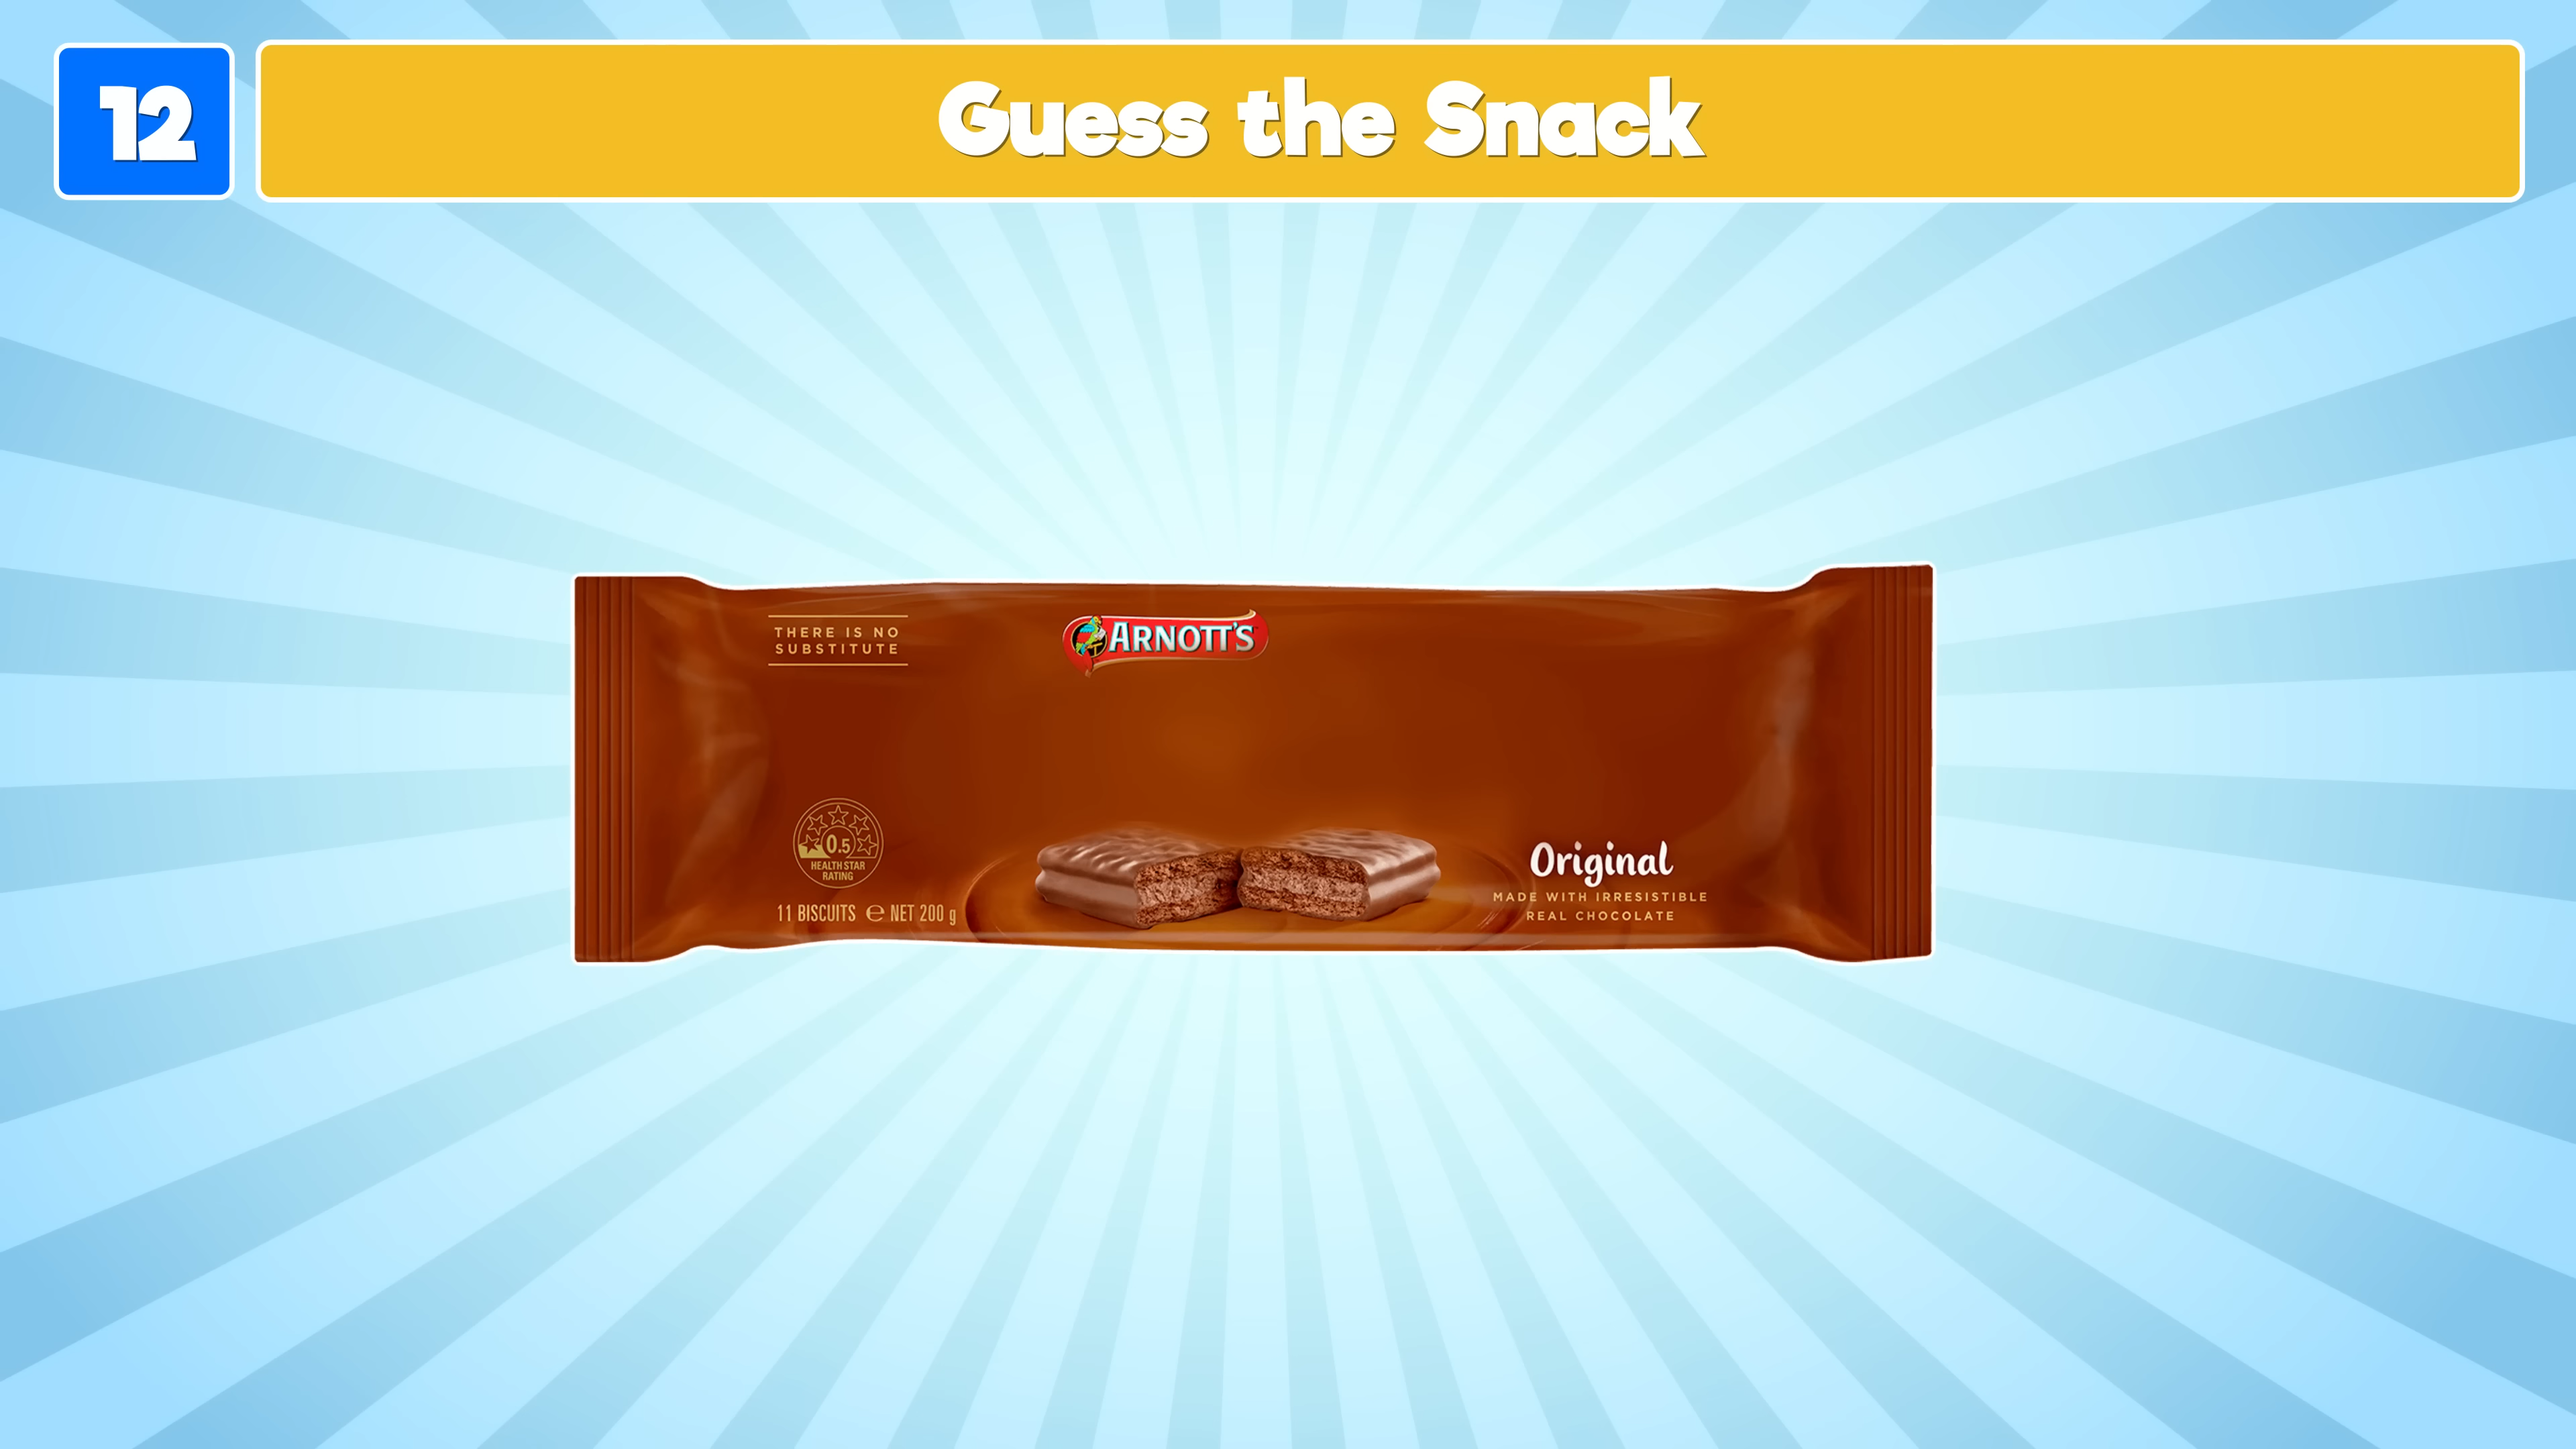 12
Guess the Snack
THERE IS NO
SUBSTITUTE
ARNOTT'S
0.5
HEALTH STAR
RATING
11 BISCUITS e NET 200 g
Original
MADE WITH IRRESISTIBLE
REAL CHOCOLATE